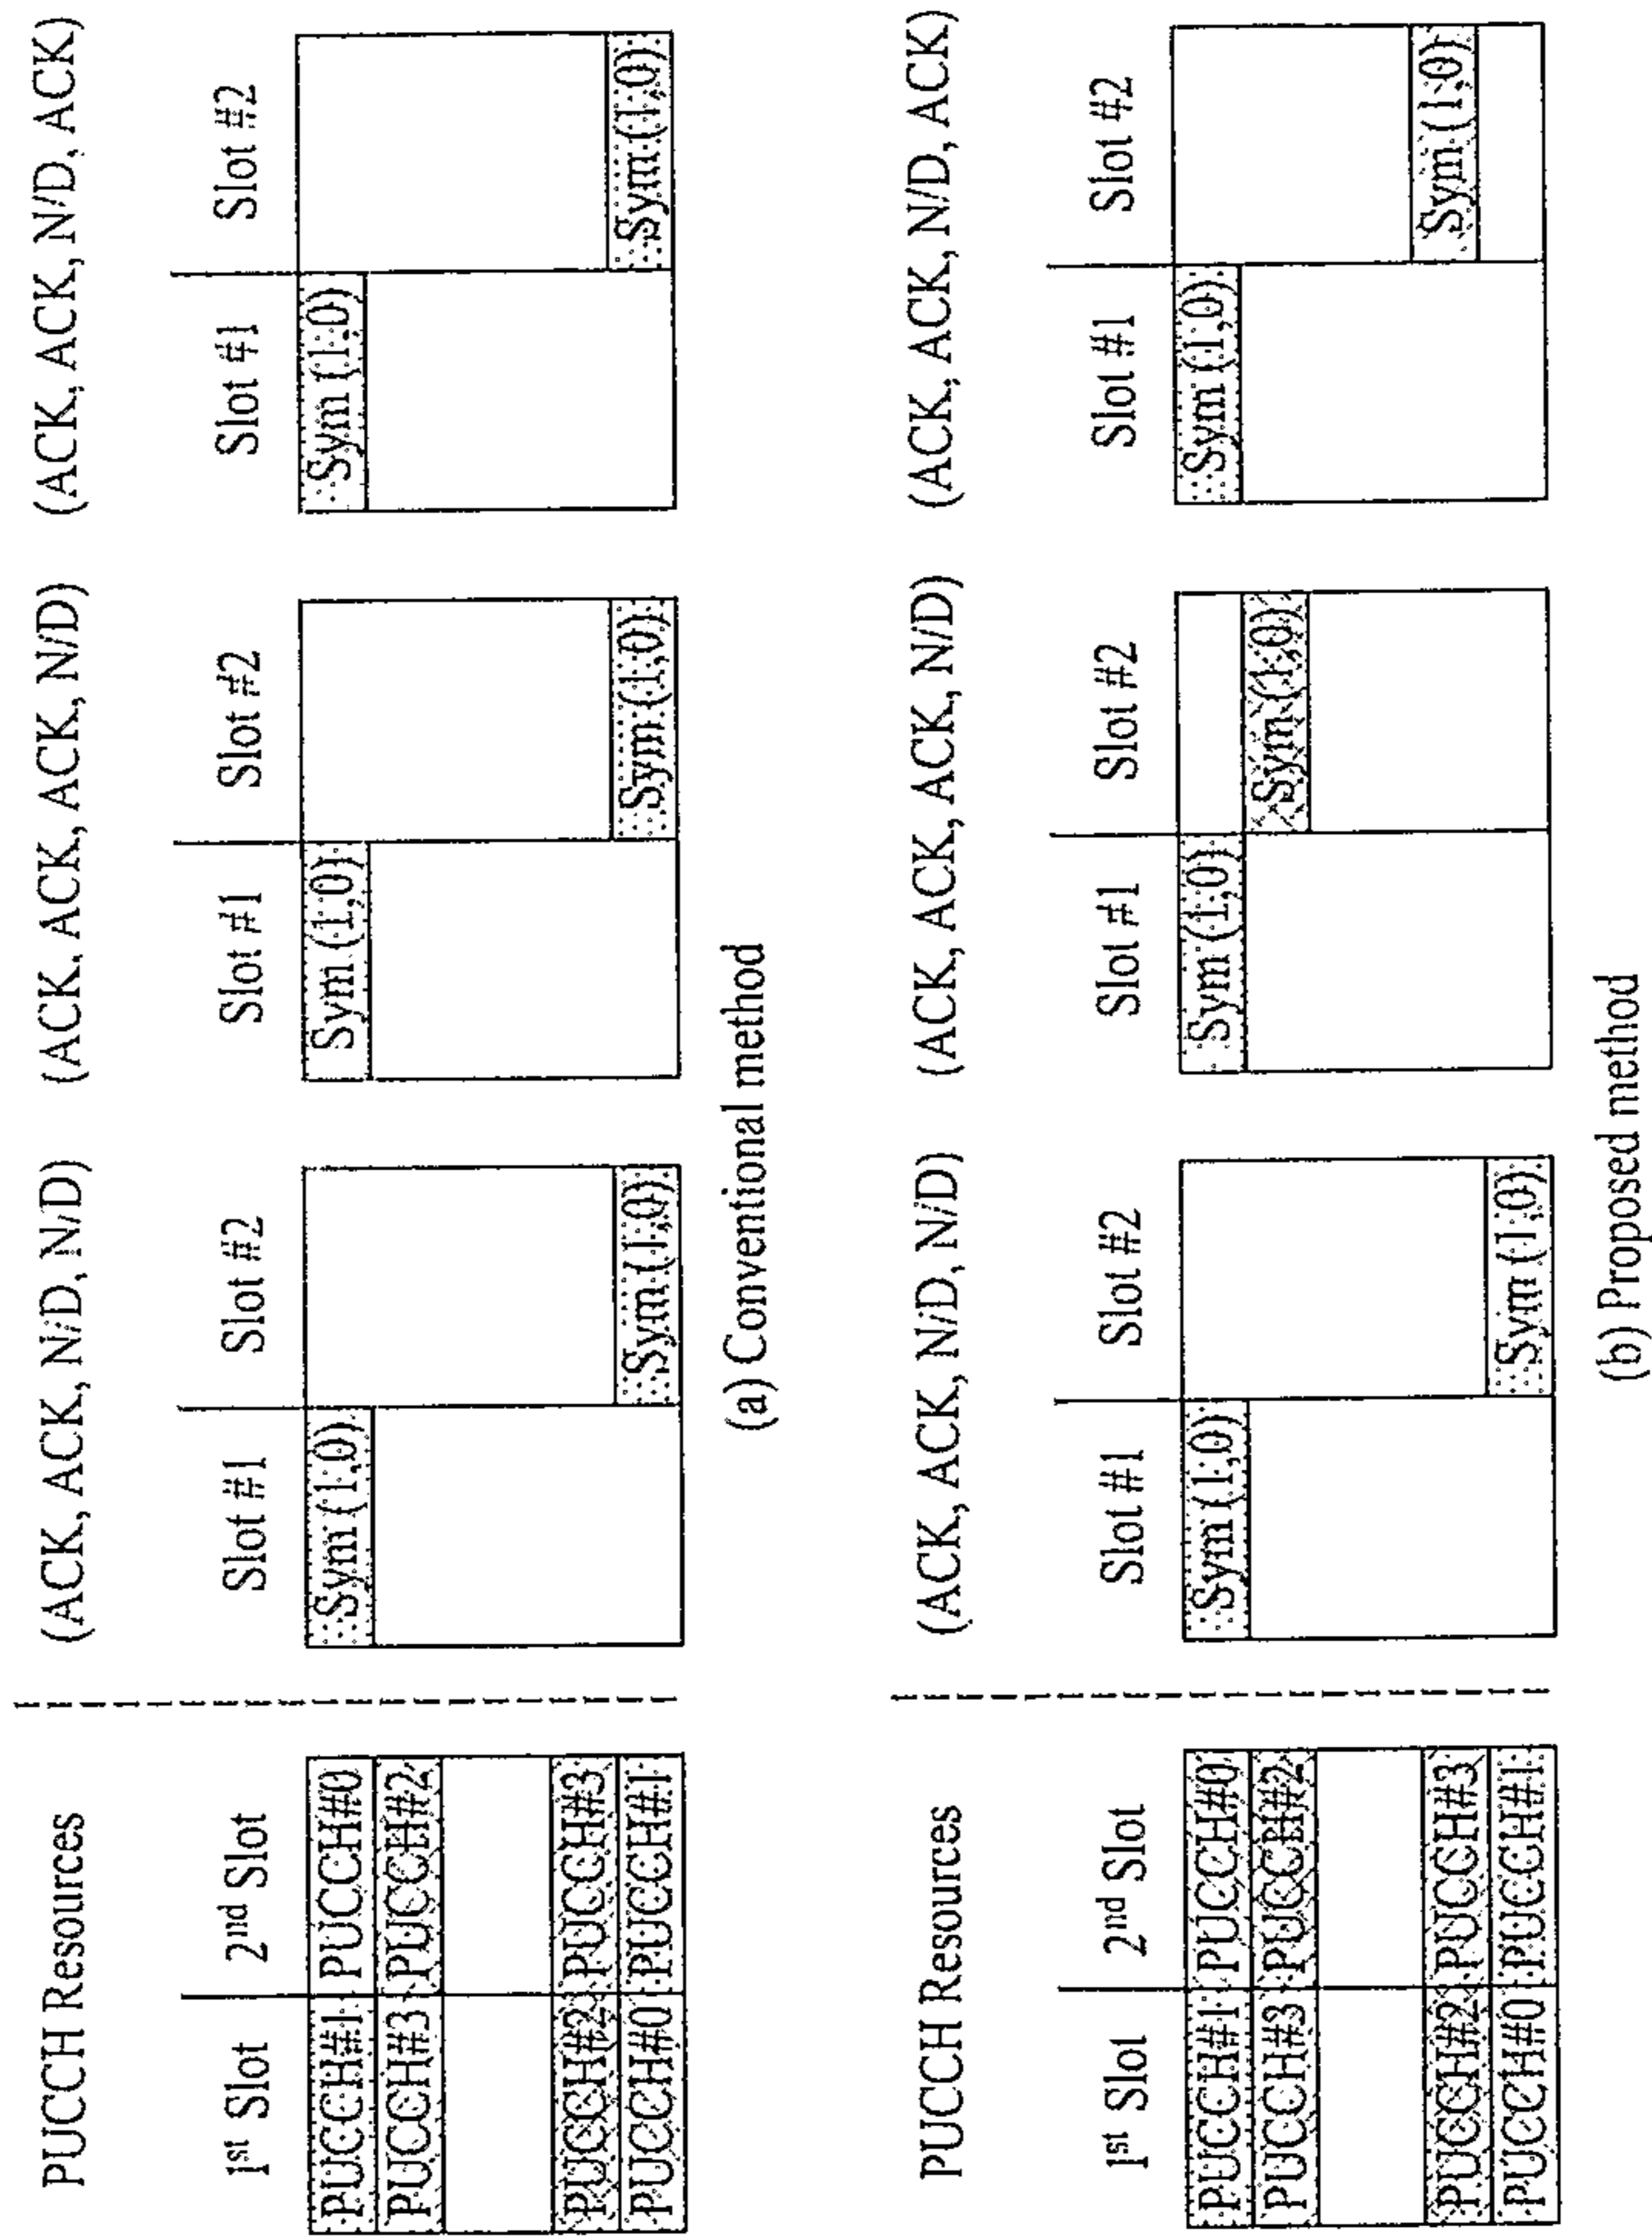 PUCCH Resources
(ACK, ACK, N/D, N/D)
(ACK, ACK, ACK, N/D)
(ACK, ACK, N/D, ACK)
1st Slot
2nd Slot
Slot #1
Slot #2
Slot #1
Slot #2
Slot #1
Slot #2
PUCCH#1
PUCCH#0
PUCCH#3
PUCCH#2
PUCCH#2
PUCCH#3
PUCCH#0
PUCCH#1
Sym (1,0)
Sym (1,0)
Sym (1,0)
Sym (1,0)
Sym (1,0)
Sym (1,0)
(a) Conventional method
PUCCH Resources
(ACK, ACK, N/D, N/D)
(ACK, ACK, ACK, N/D)
(ACK, ACK, N/D, ACK)
1st Slot
2nd Slot
Slot #1
Slot #2
Slot #1
Slot #2
Slot #1
Slot #2
PUCCH#1
PUCCH#0
PUCCH#3
PUCCH#2
PUCCH#2
PUCCH#3
PUCCH#0
PUCCH#1
Sym (1,0)
Sym (1,0)
Sym (1,0)
Sym (1,0)
Sym (1,0)
Sym (1,0)
(b) Proposed method